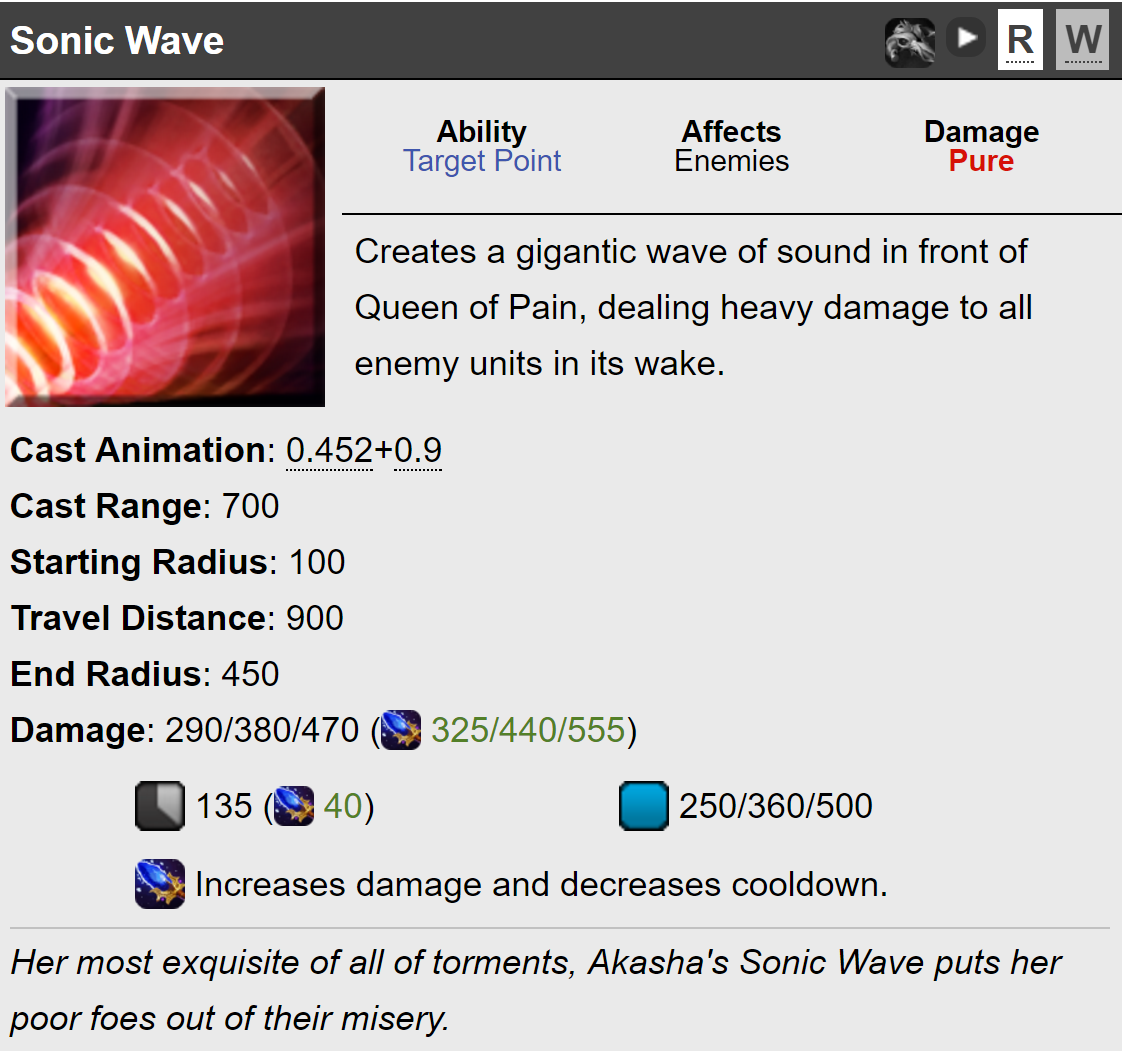 Sonic Wave R W
Ability Affects Damage
Target Point Enemies Pure
Creates a gigantic wave of sound in front of
Queen of Pain, dealing heavy damage to all
enemy units in its wake.
Cast Animation: 0.452+0.9
Cast Range: 700
Starting Radius: 100
Travel Distance: 900
End Radius: 450
Damage: 290/380/470 ( 325/440/555)
135 ( 40) 250/360/500
Increases damage and decreases cooldown.
Her most exquisite of all of torments, Akasha's Sonic Wave puts her
poor foes out of their misery.